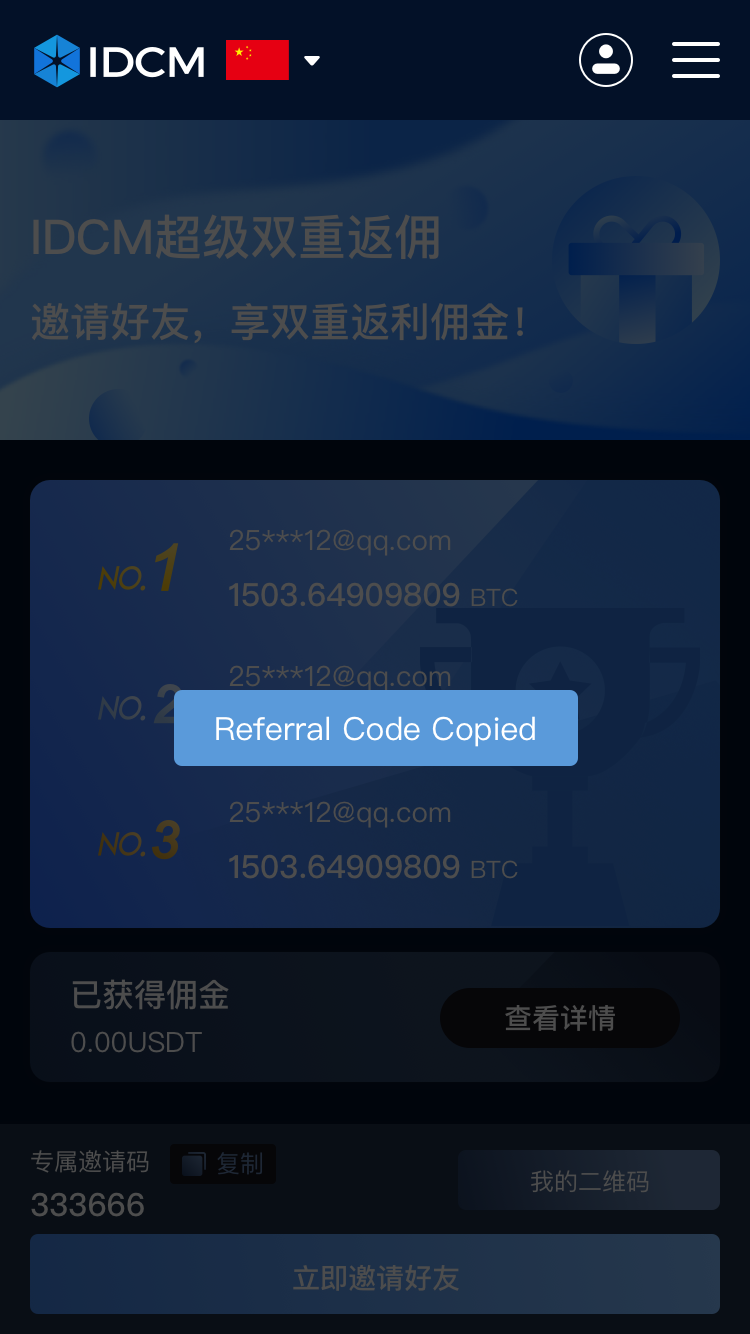 IDCM
IDCM超级双重返佣
邀请好友，享双重返利佣金！
25***12@qq.com
NO.1
1503.64909809 BTC
25***12@qq.com
NO.2
Referral Code Copied
25***12@qq.com
NO.3
1503.64909809 BTC
已获得佣金
0.00USDT
查看详情
专属邀请码
复制
333666
我的二维码
立即邀请好友